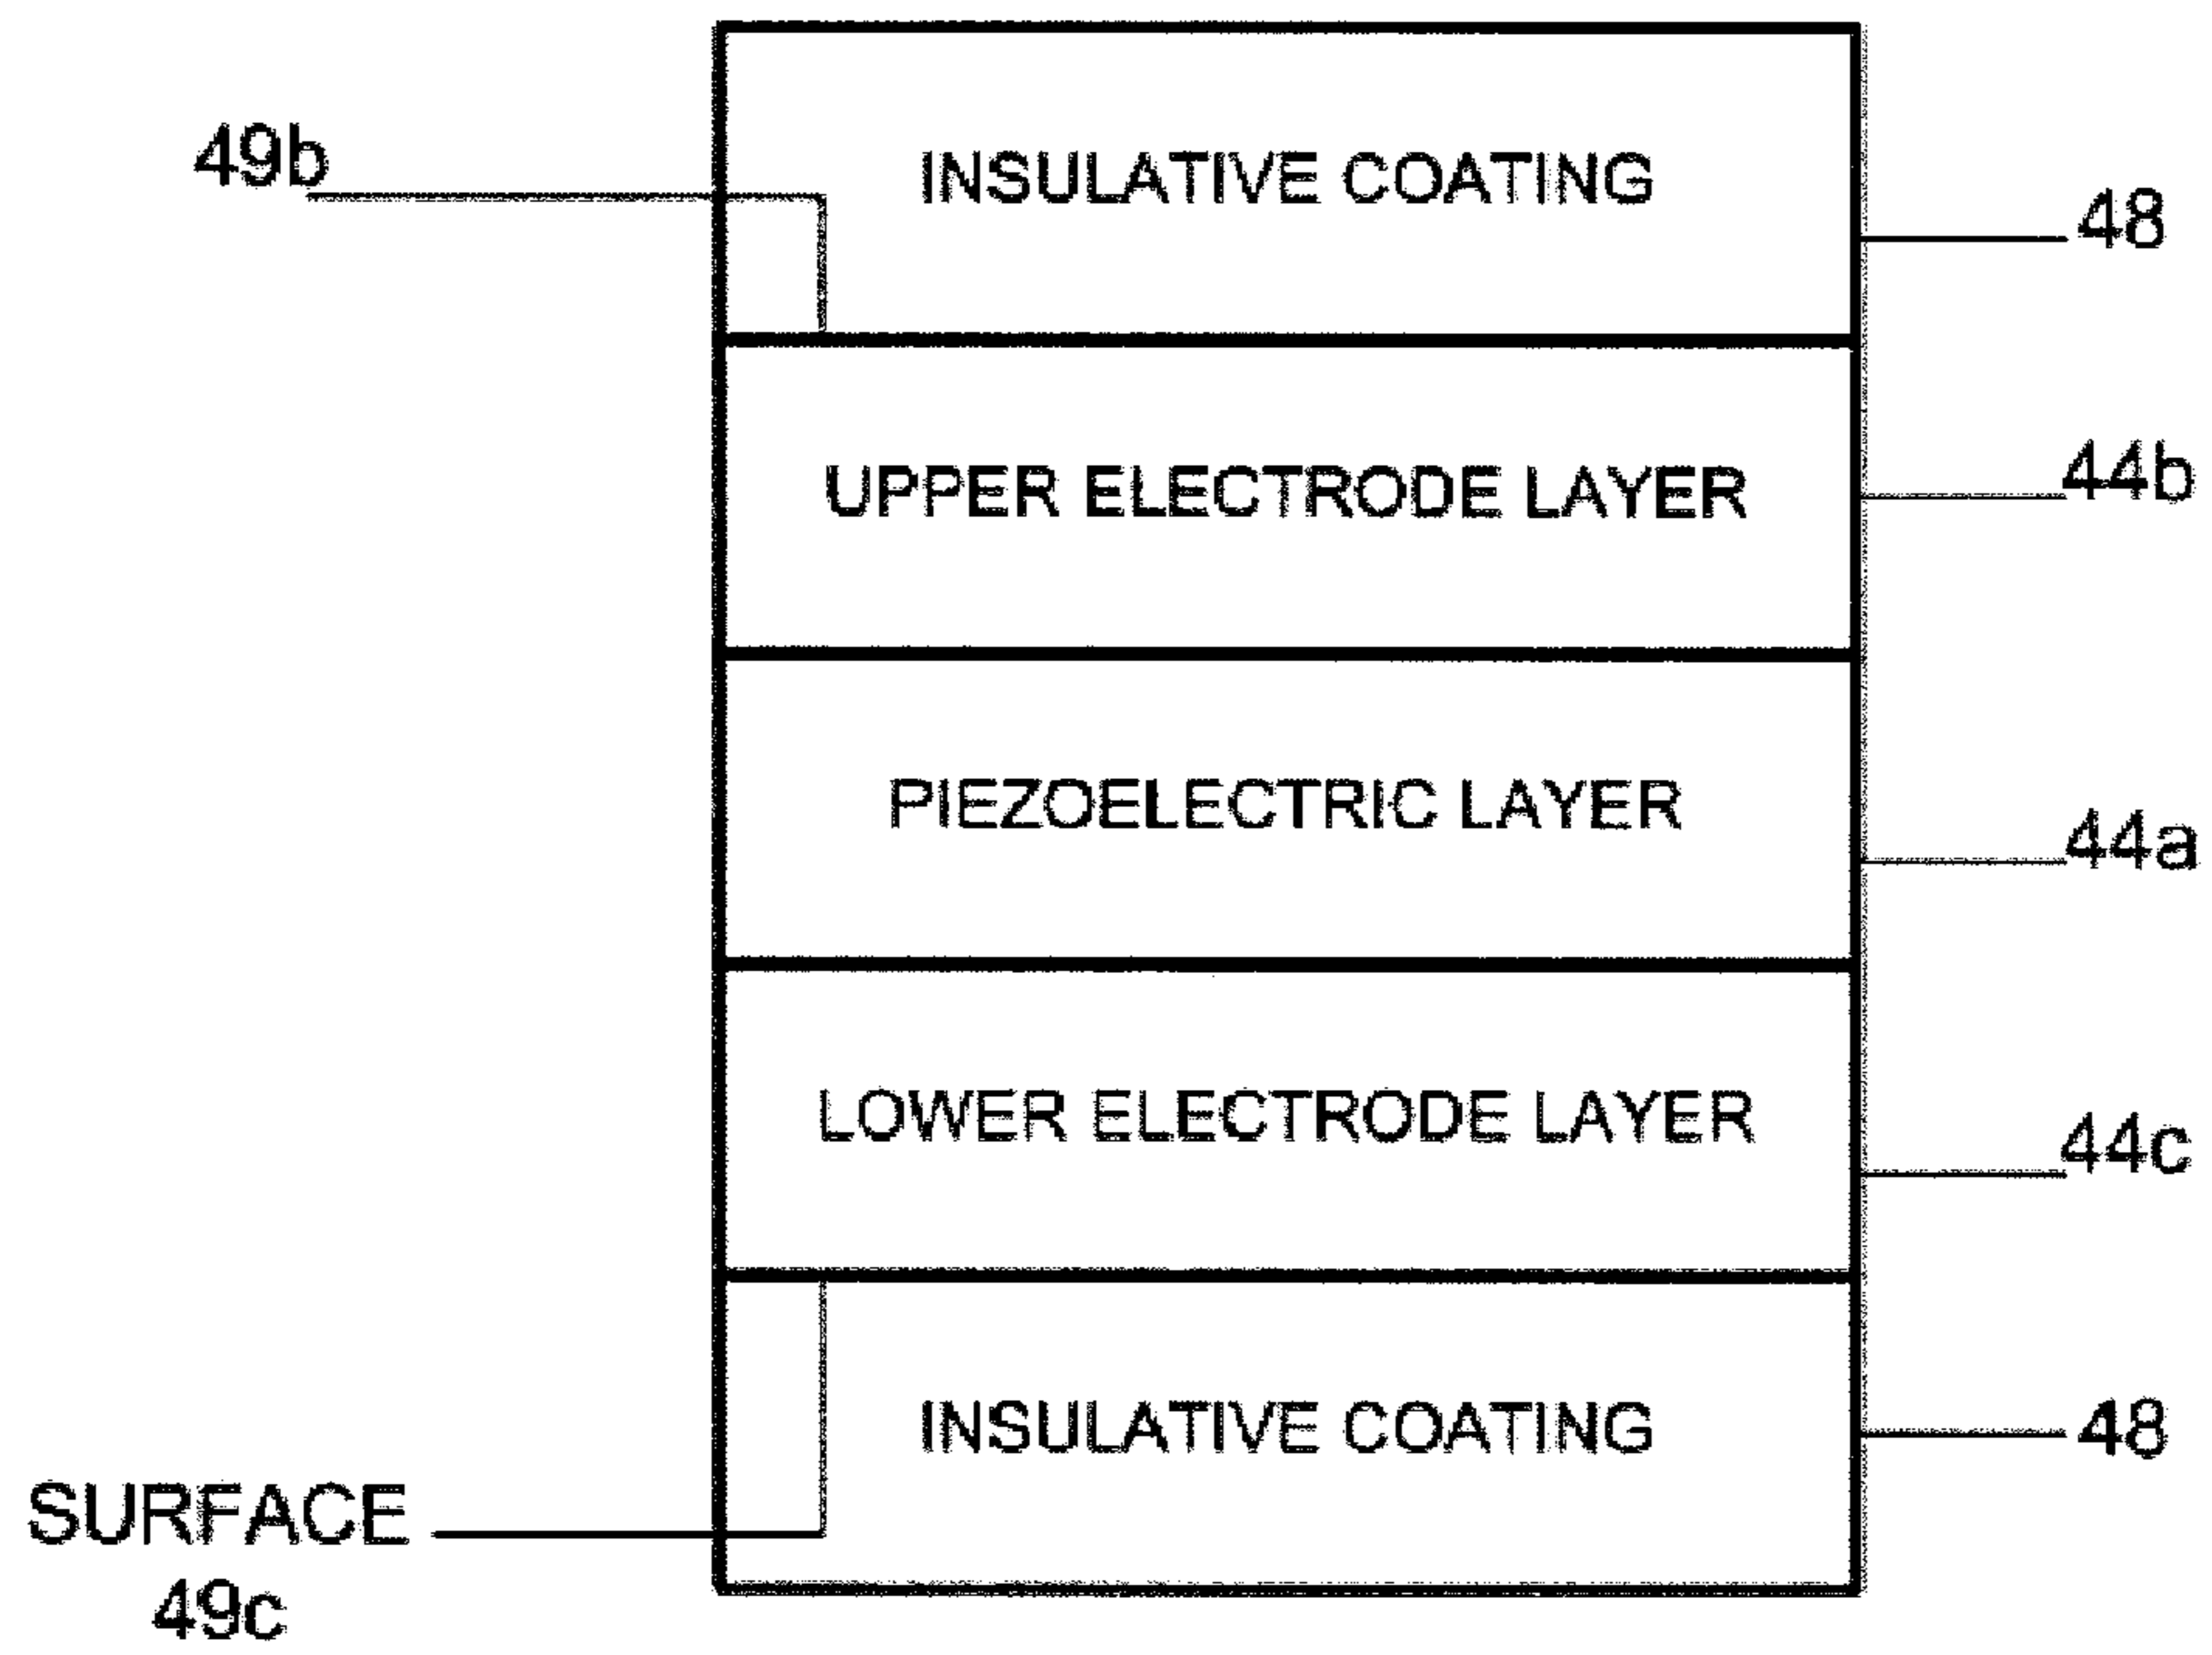 49b
INSULATIVE COATING
48
UPPER ELECTRODE LAYER
44b
PIEZOELECTRIC LAYER
44a
LOWER ELECTRODE LAYER
44c
INSULATIVE COATING
48
SURFACE
49c